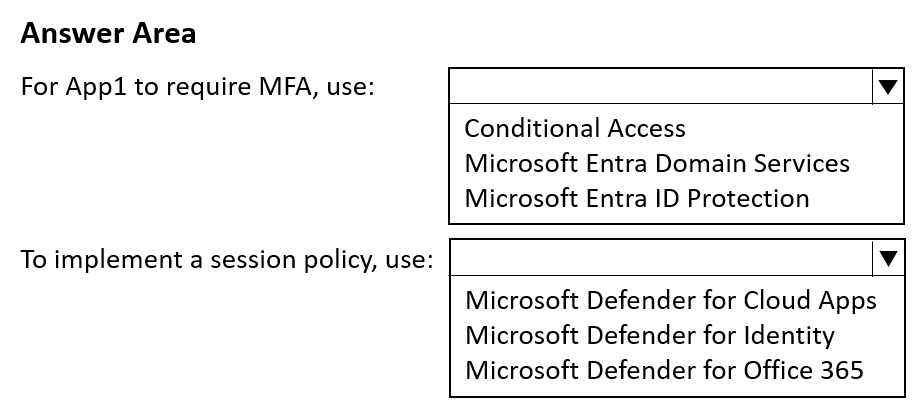 Answer Area
For App1 to require MFA, use:
Conditional Access
Microsoft Entra Domain Services
Microsoft Entra ID Protection
To implement a session policy, use:
Microsoft Defender for Cloud Apps
Microsoft Defender for Identity
Microsoft Defender for Office 365